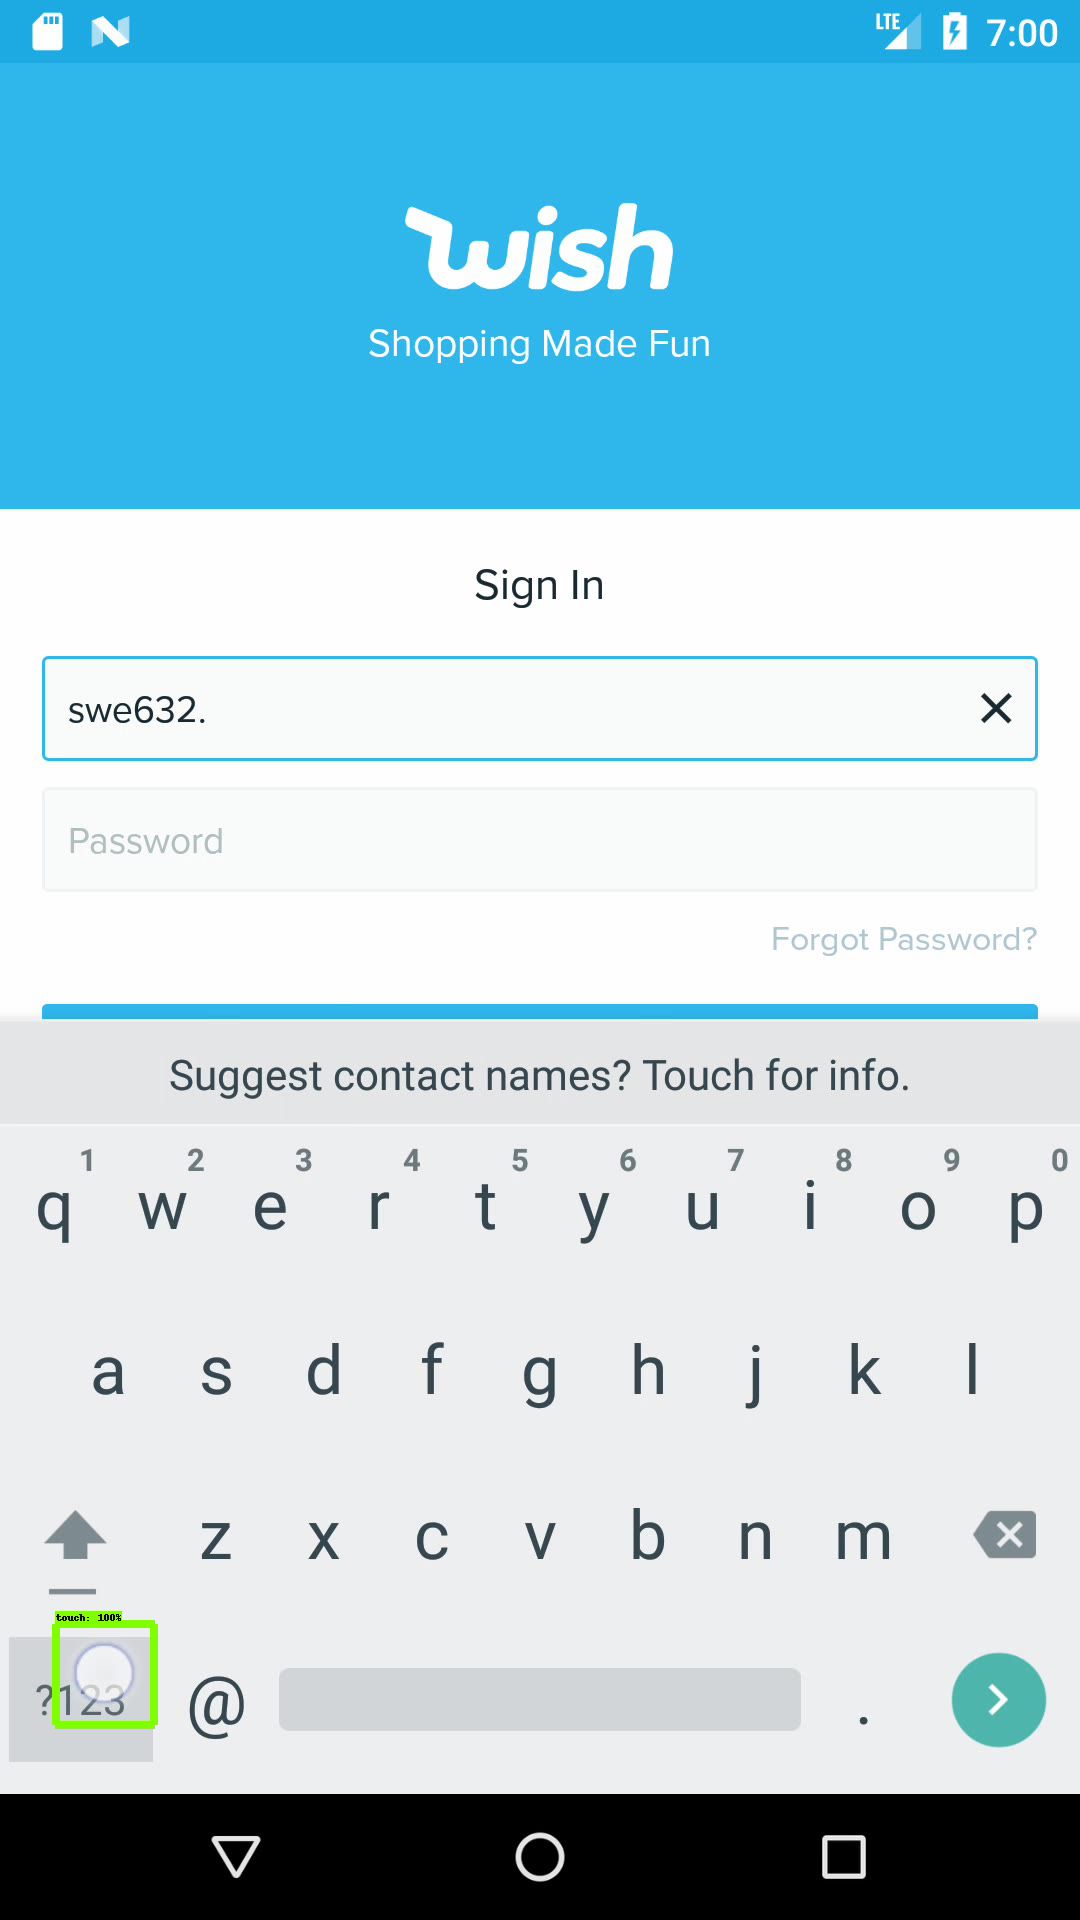 LTE 7:00
wish
Shopping Made Fun
Sign In
swe632.
Password
Forgot Password?
Suggest contact names? Touch for info.
1 2 3 4 5 6 7 8 9 0
q w e r t y u i o p
a s d f g h j k l
z x c v b n m
touch: 100%
?123 @ .